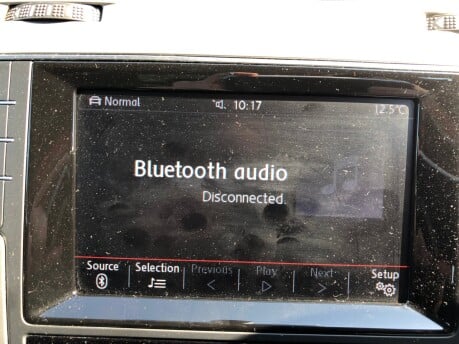 Normal 10:17 12.5°C
Bluetooth audio
Disconnected
Source Selection Previous Play Next Setup